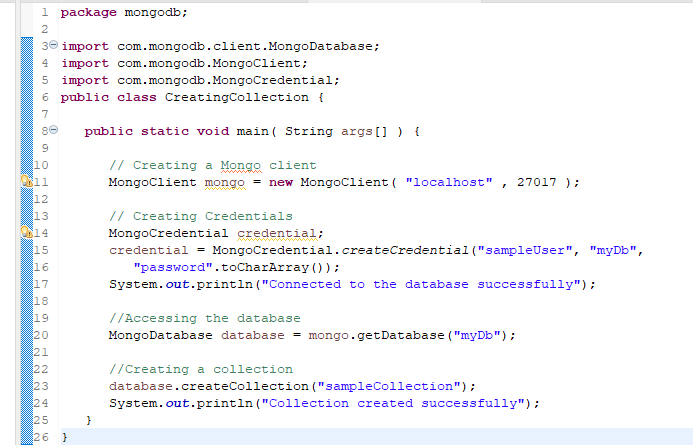 1 package mongodb;
2
3 import com.mongodb.client.MongoDatabase;
4 import com.mongodb.MongoClient;
5 import com.mongodb.MongoCredential;
6 public class CreatingCollection {
7
8 public static void main( String args[] ) {
9
10 // Creating a Mongo client
11 MongoClient mongo = new MongoClient( "localhost" , 27017 );
12
13 // Creating Credentials
14 MongoCredential credential;
15 credential = MongoCredential.createCredential("sampleUser", "myDb",
16 "password".toCharArray());
17 System.out.println("Connected to the database successfully");
18
19 //Accessing the database
20 MongoDatabase database = mongo.getDatabase("myDb");
21
22 //Creating a collection
23 database.createCollection("sampleCollection");
24 System.out.println("Collection created successfully");
25 }
26 }